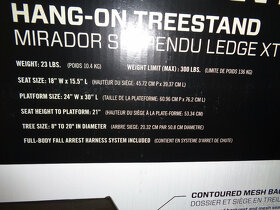 HANG-ON TREESTAND
MIRADOR SUSPENDU LEDGE XT
WEIGHT: 23 LBS. (POIDS 10.4 KG) WEIGHT LIMIT (MAX): 300 LBS. (LIMITE DE POIDS 136 KG)
SEAT SIZE: 18" W x 15.5" L (HAUTEUR DU SIÈGE: 45.72 CM X 39.37 CM L)
PLATFORM SIZE: 24" W X 30" L (TAILLE DE LA PLATEFORME: 60.96 CM X 76.2 CM L)
SEAT HEIGHT TO PLATFORM: 21" (HAUTEUR DU SIÈGE À LA PLATEFORME: 53.34 CM)
TREE SIZE: 8" TO 20" IN DIAMETER (ARBRE: SIÈGE: 20.32 CM 50.8 CM DIAMETRE)
FULL-BODY FALL ARREST HARNESS SYSTEM INCLUDED (CONTIENT EN SYSTÈME D'ARRÊT DE CHUTE)
CONTOURED MESH BAC
DOSSIER ET SIÈGE EN TREE